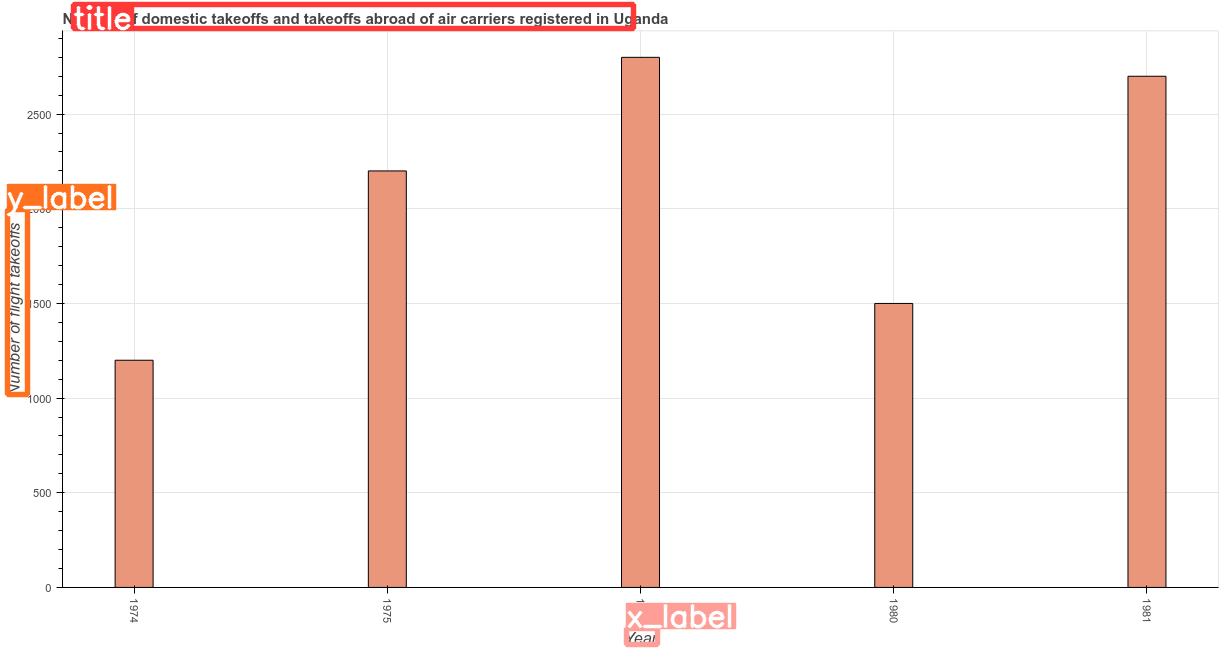 title
of domestic takeoffs and takeoffs abroad of air carriers registered in Uganda
2500
y_label
1500
1000
500
0
Number of flight takeoffs
1974
1975
1980
1981
x_label
Year